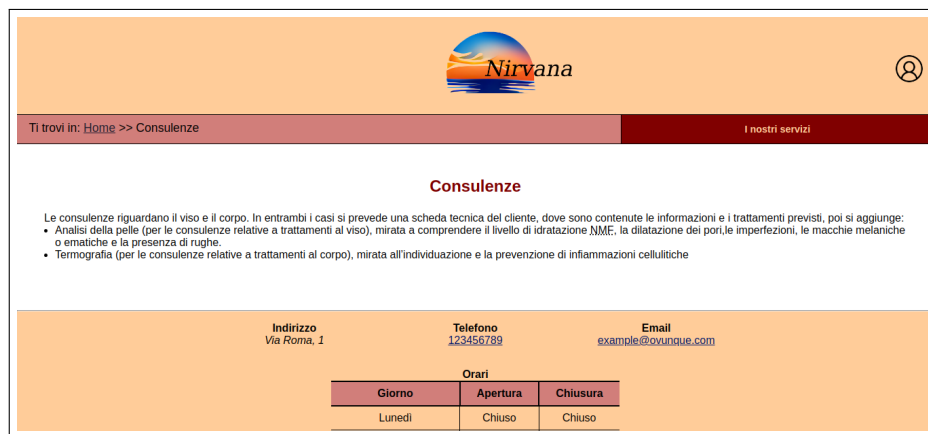 Nirvana
Ti trovi in: Home >> Consulenze
I nostri servizi
Consulenze
Le consulenze riguardano il viso e il corpo. In entrambi i casi si prevede una scheda tecnica del cliente, dove sono contenute le informazioni e i trattamenti previsti, poi si aggiunge:
• Analisi della pelle (per le consulenze relative a trattamenti al viso), mirata a comprendere il livello di idratazione NMF, la dilatazione dei pori,le imperfezioni, le macchie melaniche
o ematiche e la presenza di rughe.
• Termografia (per le consulenze relative a trattamenti al corpo), mirata all'individuazione e la prevenzione di infiammazioni cellulitiche
Indirizzo Telefono Email
Via Roma, 1 123456789 example@ovunque.com
Orari
Giorno Apertura Chiusura
Lunedì Chiuso Chiuso